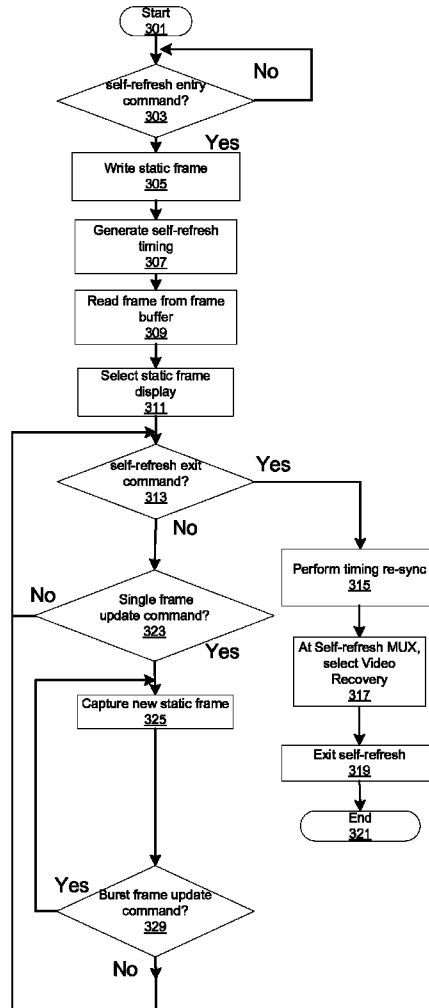 Start
301
No
self-refresh entry
command?
303
Yes
Write static frame
305
Generate self-refresh
timing
307
Read frame from frame
buffer
309
Select static frame
display
311
self-refresh exit
command?
313
Yes
No
Perform timing re-sync
315
No
Single frame
update command?
323
Yes
At Self-refresh MUX,
select Video
Recovery
317
Capture new static frame
325
Exit self-refresh
319
End
321
Yes
Burst frame update
command?
329
No